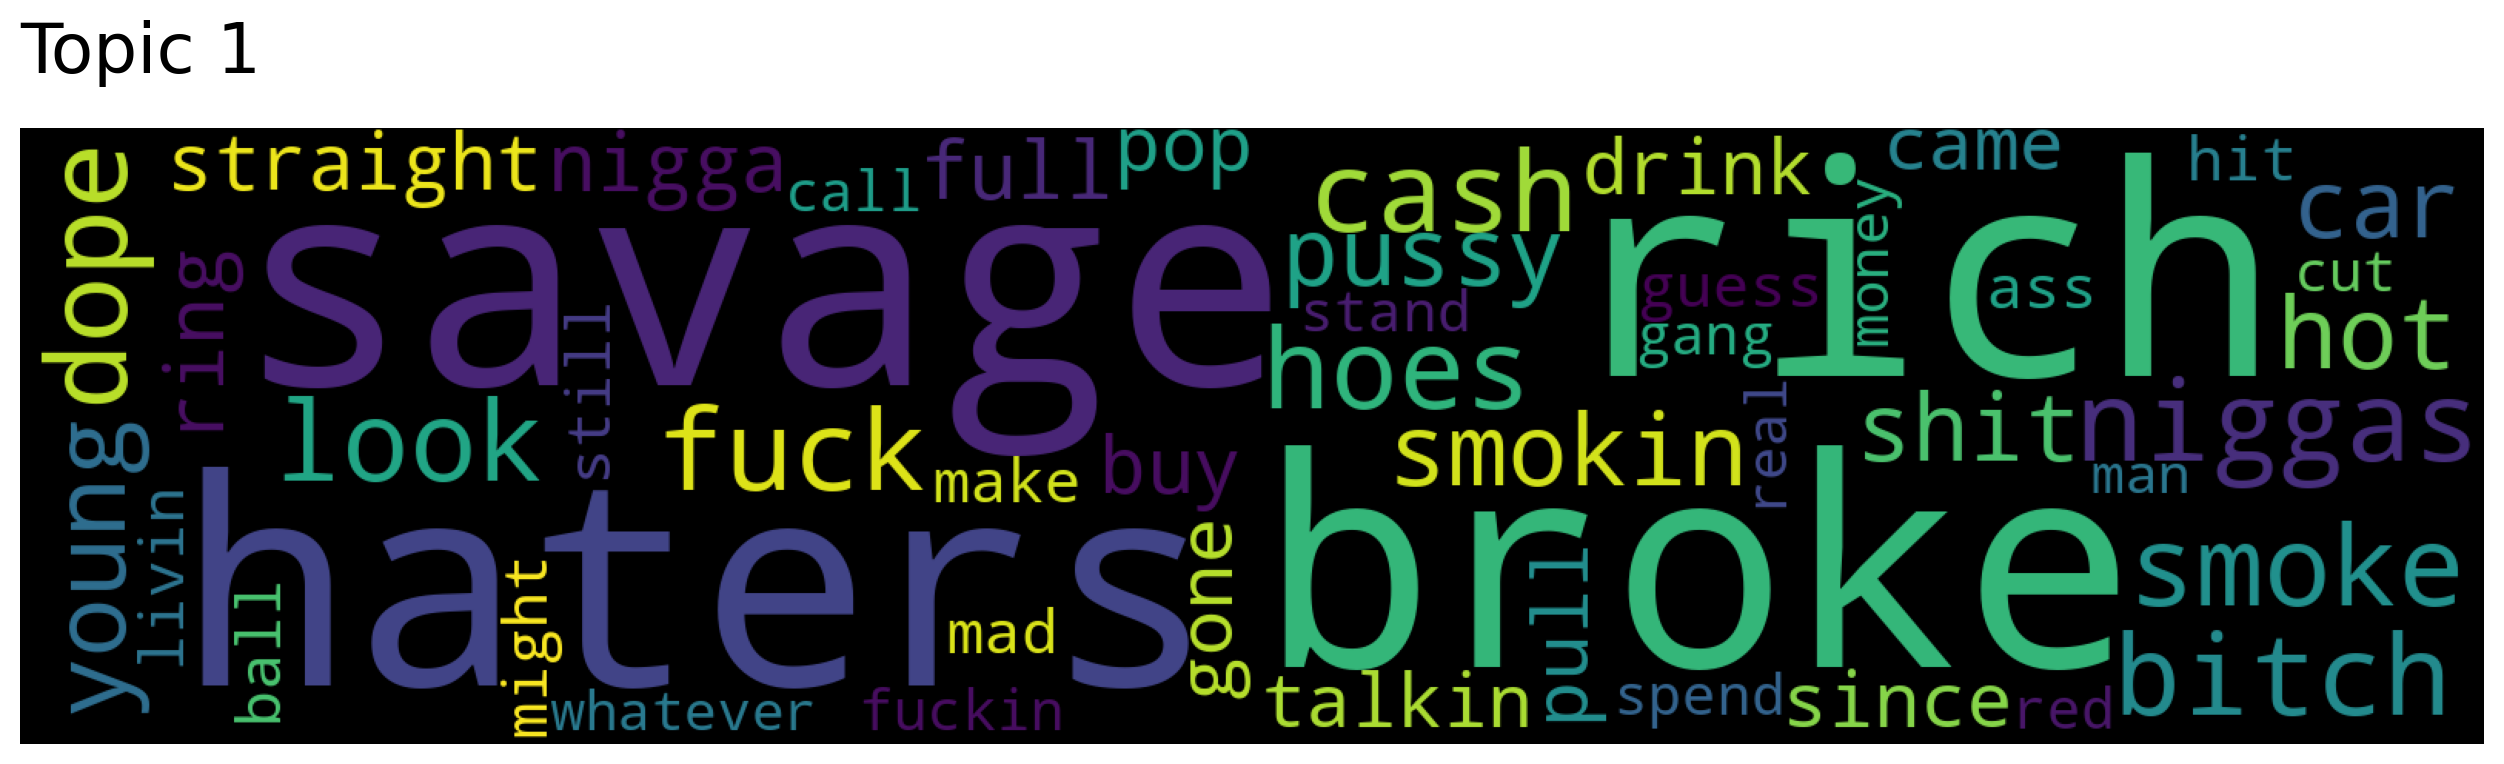 Topic 1
straight
nigga
call
full
pop
cash
drink
came
hit
car
dope
ring
savage
still
pussy
stand
guess
gang
money
rich
ass
cut
hot
hoes
look
fuck
make
buy
smokin
real
shit
niggas
man
young
livin
ball
haters
might
mad
gone
broke
pull
smoke
whatever
fuckin
talkin
spend
since
red
bitch